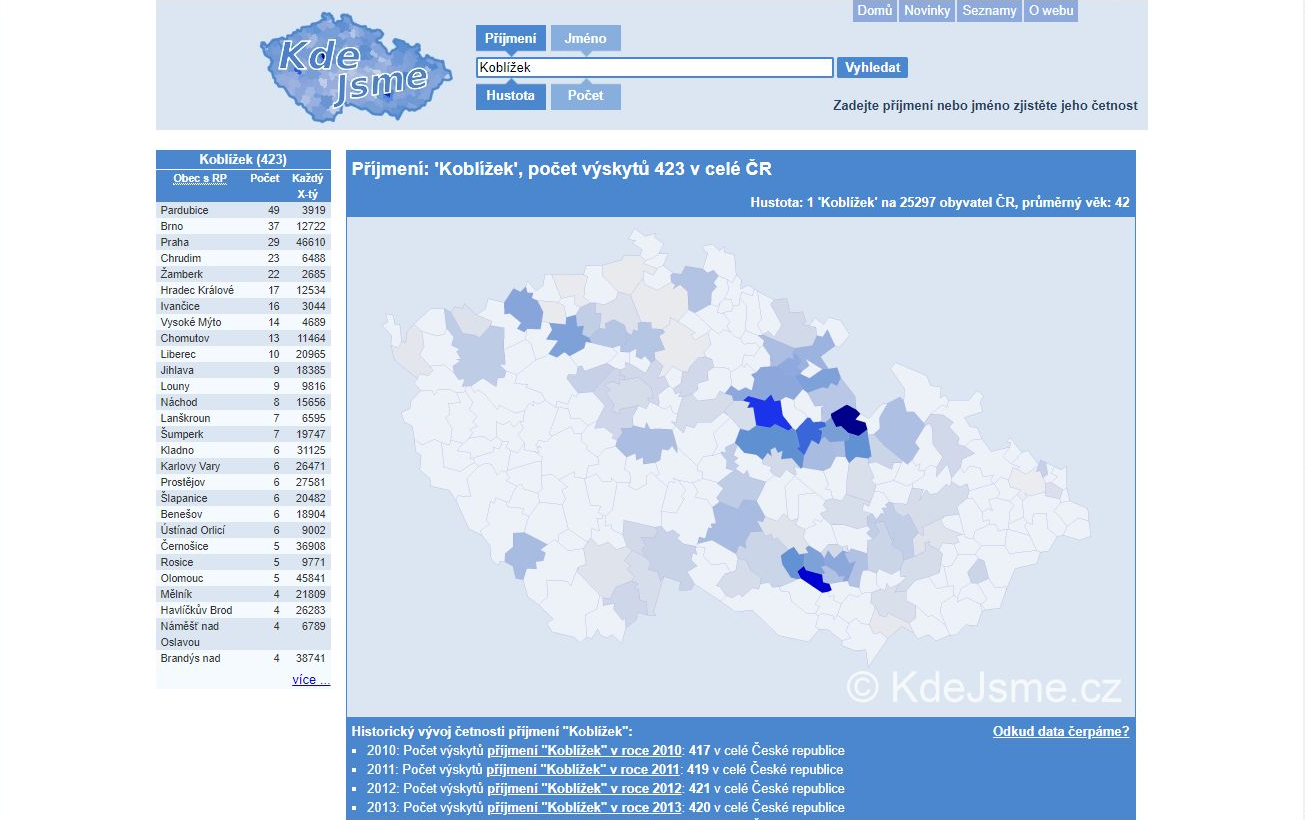 Domů Novinky Seznamy O webu
Kde
Jsme
Příjmení Jméno
Koblížek
Vyhledat
Hustota Počet
Zadejte příjmení nebo jméno zjistěte jeho četnost
Koblížek (423)
Obec s RP Počet Každý X-tý
Pardubice 49 3919
Brno 37 12722
Praha 29 46610
Chrudim 23 6488
Žamberk 22 2685
Hradec Králové 17 12534
Ivančice 16 3044
Vysoké Mýto 14 4689
Chomutov 13 11464
Liberec 10 20965
Jihlava 9 18385
Louny 9 9816
Náchod 8 15656
Lanškroun 7 6595
Šumperk 7 19747
Kladno 6 31125
Karlovy Vary 6 26471
Prostějov 6 27581
Šlapanice 6 20482
Benešov 6 18904
Ústínad Orlicí 6 9002
Černošice 5 36908
Rosice 5 9771
Olomouc 5 45841
Mělník 4 21809
Havlíčkův Brod 4 26283
Náměšť nad 4 6789
Oslavou
Brandýs nad 4 38741
více ...
Příjmení: 'Koblížek', počet výskytů 423 v celé ČR
Hustota: 1 'Koblížek' na 25297 obyvatel ČR, průměrný věk: 42
© KdeJsme.cz
Historický vývoj četnosti příjmení "Koblížek":
Odkud data čerpáme?
2010: Počet výskytů příjmení "Koblížek" v roce 2010: 417 v celé České republice
2011: Počet výskytů příjmení "Koblížek" v roce 2011: 419 v celé České republice
2012: Počet výskytů příjmení "Koblížek" v roce 2012: 421 v celé České republice
2013: Počet výskytů příjmení "Koblížek" v roce 2013: 420 v celé České republice